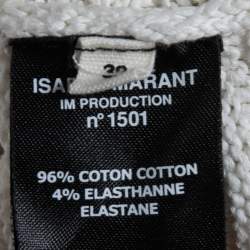 38
ISABEL MARANT
IM PRODUCTION
n° 1501
96% COTON COTTON
4% ELASTHANNE
ELASTANE